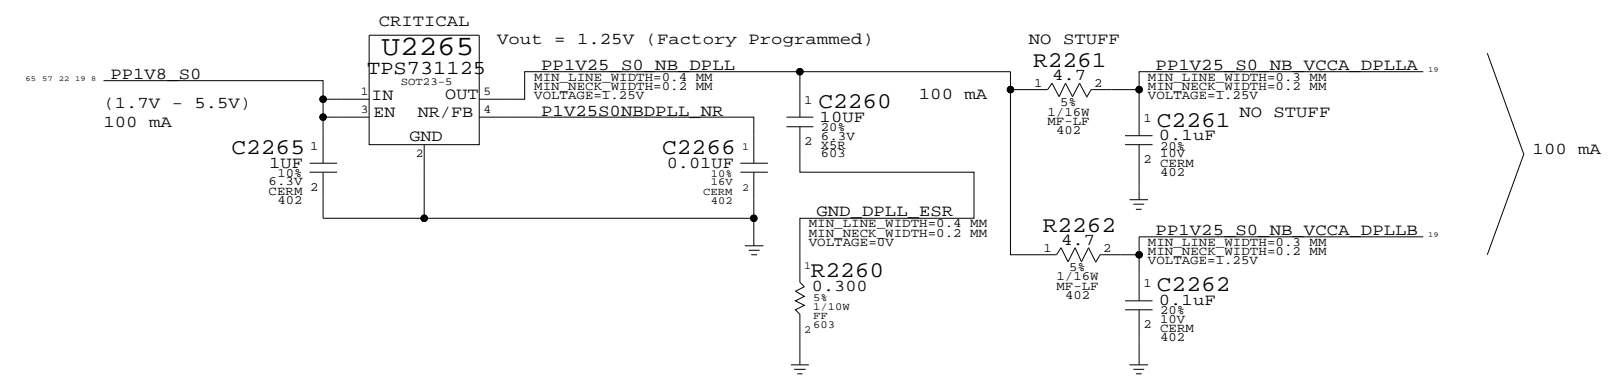 CRITICAL
U2265
TPS731125
SOT23-5
Vout = 1.25V (Factory Programmed)
65 57 22 19 8 PP1V8_S0
(1.7V - 5.5V)
100 mA
1 IN
3 EN
OUT 5
NR/FB 4
GND
2
PP1V25_S0_NB_DPLL
MIN_LINE_WIDTH=0.4 MM
MIN_NECK_WIDTH=0.2 MM
VOLTAGE=1.25V
P1V25S0NBDPLL_NR
C2265 1
1UF
10%
6.3V 2
CERM
402
C2266 1
0.01UF
10%
16V 2
CERM
402
1 C2260
10UF
20%
6.3V
2 X5R
603
100 mA
GND_DPLL_ESR
MIN_LINE_WIDTH=0.4 MM
MIN_NECK_WIDTH=0.2 MM
VOLTAGE=0V
1 R2260
0.300
5%
1/10W
FF
2 603
NO STUFF
R2261
1 4.7 2
5%
1/16W
MF-LF
402
PP1V25_S0_NB_VCCA_DPLLA 19
MIN_LINE_WIDTH=0.3 MM
MIN_NECK_WIDTH=0.2 MM
VOLTAGE=1.25V
NO STUFF
1 C2261
0.1uF
20%
2 10V
CERM
402
R2262
1 4.7 2
5%
1/16W
MF-LF
402
PP1V25_S0_NB_VCCA_DPLLB 19
MIN_LINE_WIDTH=0.3 MM
MIN_NECK_WIDTH=0.2 MM
VOLTAGE=1.25V
1 C2262
0.1uF
20%
2 10V
CERM
402
100 mA